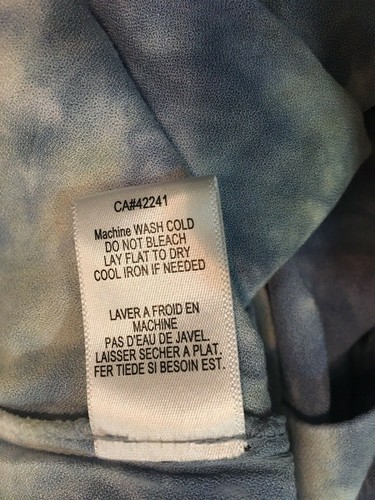 CA#42241
Machine WASH COLD
DO NOT BLEACH
LAY FLAT TO DRY
COOL IRON IF NEEDED
LAVER A FROID EN
MACHINE
PAS D'EAU DE JAVEL.
LAISSER SECHER A PLAT.
FER TIEDE SI BESOIN EST.